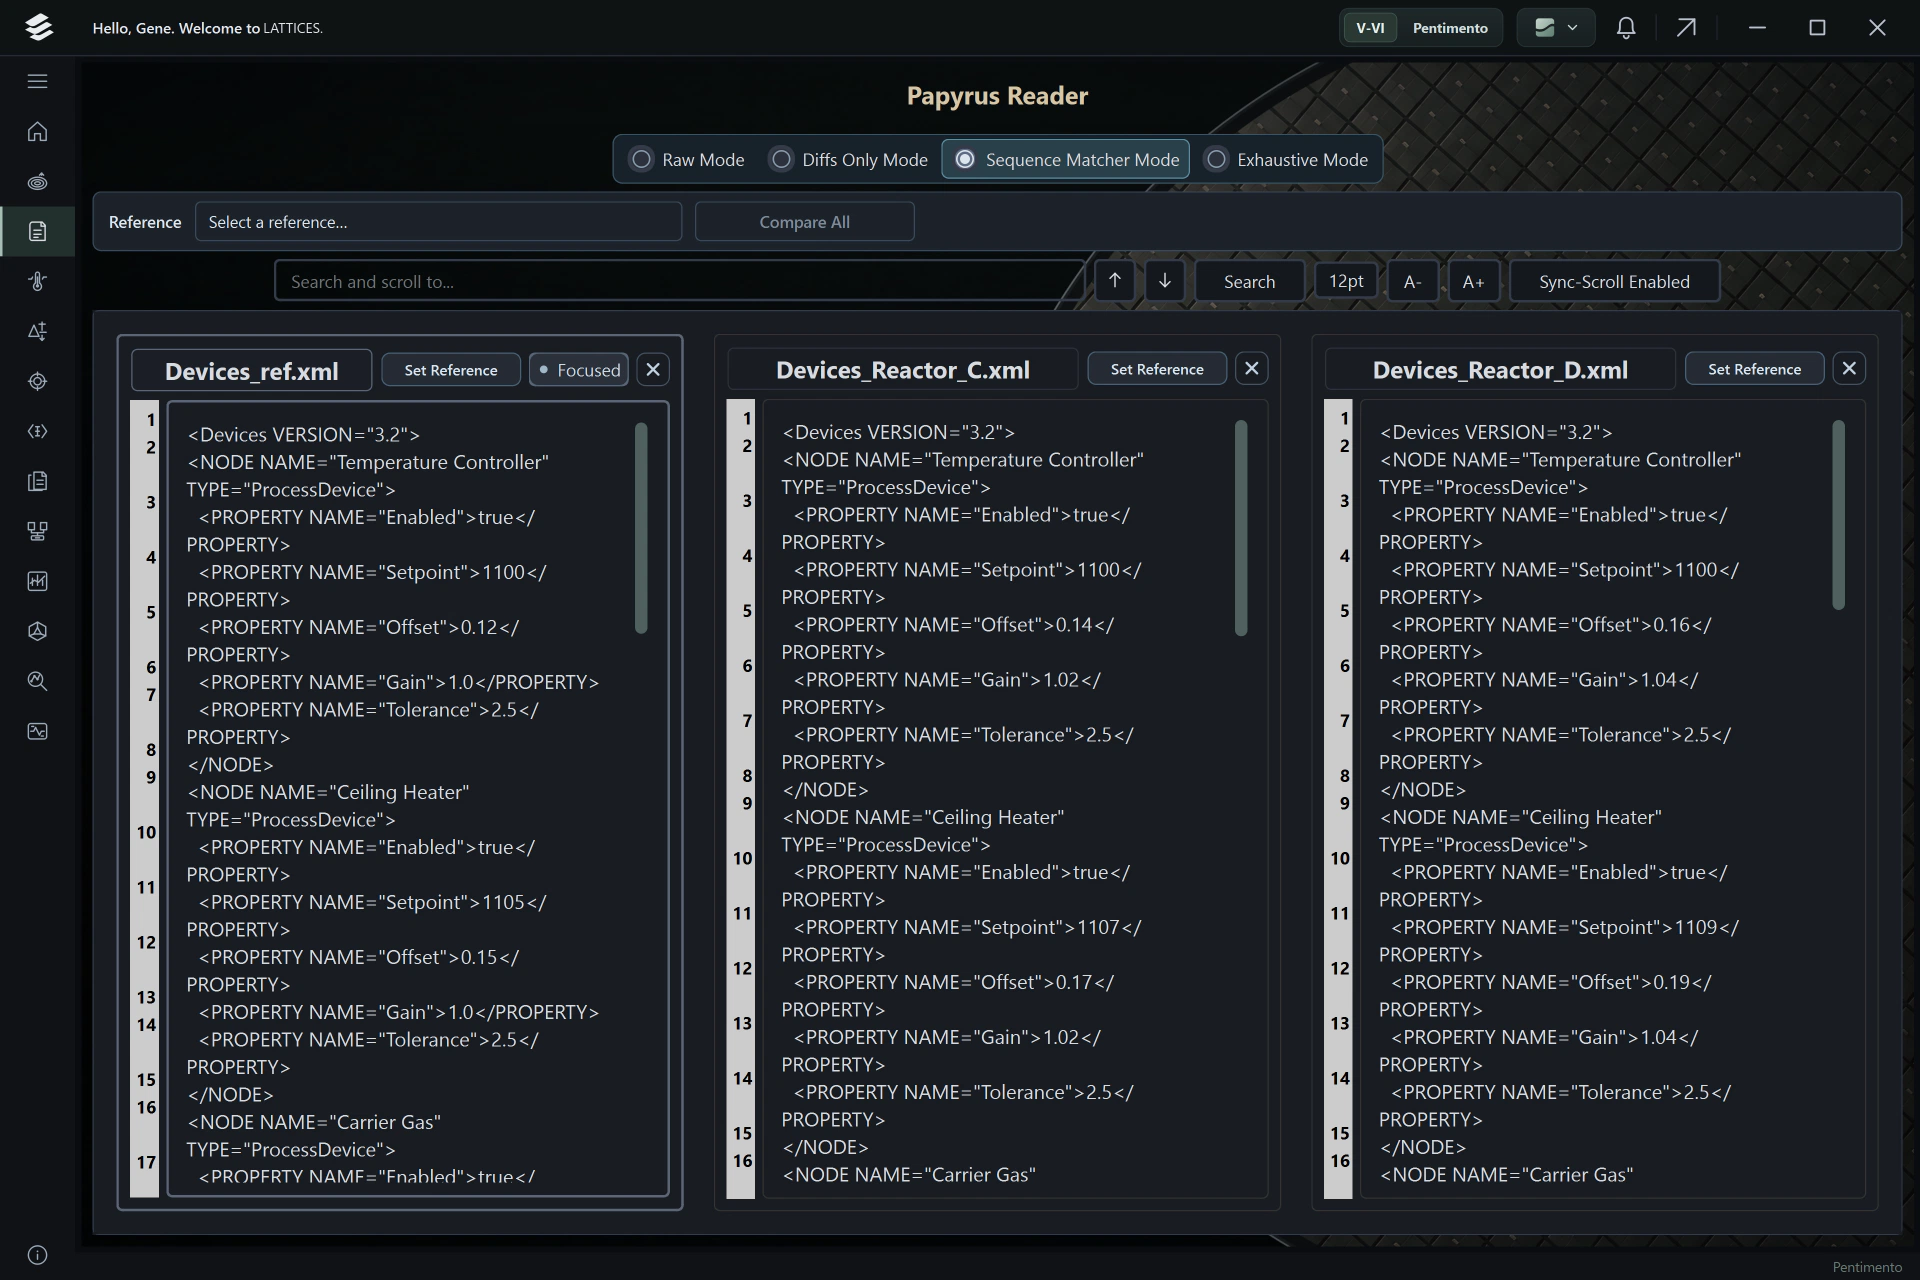 Hello, Gene. Welcome to LATTICES.
V-VI Pentimento
Papyrus Reader
Raw Mode Diffs Only Mode Sequence Matcher Mode Exhaustive Mode
Reference Select a reference... Compare All
Search and scroll to... ↑ ↓ Search 12pt A- A+ Sync-Scroll Enabled
Devices_ref.xml Set Reference Focused
1 <Devices VERSION="3.2">
2 <NODE NAME="Temperature Controller"
TYPE="ProcessDevice">
3 <PROPERTY NAME="Enabled">true</
PROPERTY>
4 <PROPERTY NAME="Setpoint">1100</
PROPERTY>
5 <PROPERTY NAME="Offset">0.12</
PROPERTY>
6 <PROPERTY NAME="Gain">1.0</PROPERTY>
7 <PROPERTY NAME="Tolerance">2.5</
PROPERTY>
8 </NODE>
9 <NODE NAME="Ceiling Heater"
TYPE="ProcessDevice">
10 <PROPERTY NAME="Enabled">true</
PROPERTY>
11 <PROPERTY NAME="Setpoint">1105</
PROPERTY>
12 <PROPERTY NAME="Offset">0.15</
PROPERTY>
13 <PROPERTY NAME="Gain">1.0</PROPERTY>
14 <PROPERTY NAME="Tolerance">2.5</
PROPERTY>
15 </NODE>
16 <NODE NAME="Carrier Gas"
TYPE="ProcessDevice">
17 <PROPERTY NAME="Enabled">true</
Devices_Reactor_C.xml Set Reference
1 <Devices VERSION="3.2">
2 <NODE NAME="Temperature Controller"
TYPE="ProcessDevice">
3 <PROPERTY NAME="Enabled">true</
PROPERTY>
4 <PROPERTY NAME="Setpoint">1100</
PROPERTY>
5 <PROPERTY NAME="Offset">0.14</
PROPERTY>
6 <PROPERTY NAME="Gain">1.02</
PROPERTY>
7 <PROPERTY NAME="Tolerance">2.5</
PROPERTY>
8 </NODE>
9 <NODE NAME="Ceiling Heater"
TYPE="ProcessDevice">
10 <PROPERTY NAME="Enabled">true</
PROPERTY>
11 <PROPERTY NAME="Setpoint">1107</
PROPERTY>
12 <PROPERTY NAME="Offset">0.17</
PROPERTY>
13 <PROPERTY NAME="Gain">1.02</
PROPERTY>
14 <PROPERTY NAME="Tolerance">2.5</
PROPERTY>
15 </NODE>
16 <NODE NAME="Carrier Gas"
Devices_Reactor_D.xml Set Reference
1 <Devices VERSION="3.2">
2 <NODE NAME="Temperature Controller"
TYPE="ProcessDevice">
3 <PROPERTY NAME="Enabled">true</
PROPERTY>
4 <PROPERTY NAME="Setpoint">1100</
PROPERTY>
5 <PROPERTY NAME="Offset">0.16</
PROPERTY>
6 <PROPERTY NAME="Gain">1.04</
PROPERTY>
7 <PROPERTY NAME="Tolerance">2.5</
PROPERTY>
8 </NODE>
9 <NODE NAME="Ceiling Heater"
TYPE="ProcessDevice">
10 <PROPERTY NAME="Enabled">true</
PROPERTY>
11 <PROPERTY NAME="Setpoint">1109</
PROPERTY>
12 <PROPERTY NAME="Offset">0.19</
PROPERTY>
13 <PROPERTY NAME="Gain">1.04</
PROPERTY>
14 <PROPERTY NAME="Tolerance">2.5</
PROPERTY>
15 </NODE>
16 <NODE NAME="Carrier Gas"
Pentimento